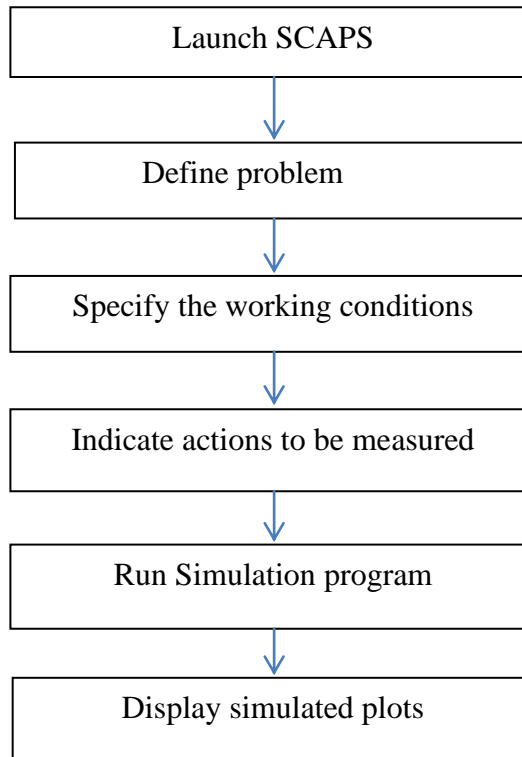 Launch SCAPS
Define problem
Specify the working conditions
Indicate actions to be measured
Run Simulation program
Display simulated plots